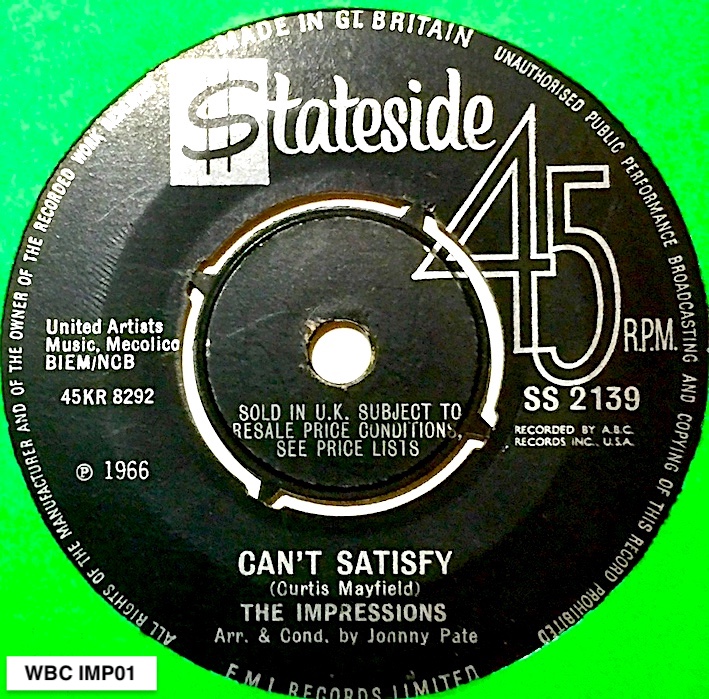 MADE IN GT. BRITAIN
UNAUTHORISED PUBLIC PERFORMANCE BROADCASTING AND COPYING OF THIS RECORD PROHIBITED
ALL RIGHTS OF THE MANUFACTURER AND OF THE OWNER OF THE RECORDED WORK
$tateside
45
R.P.M.
United Artists
Music, Mecolico
BIEM/NCB
45KR 8292
℗ 1966
SS 2139
RECORDED BY A.B.C.
RECORDS INC., U.S.A.
SOLD IN U.K. SUBJECT TO
RESALE PRICE CONDITIONS,
SEE PRICE LISTS
CAN'T SATISFY
(Curtis Mayfield)
THE IMPRESSIONS
Arr. & Cond. by Johnny Pate
E.M.I. RECORDS LIMITED
WBC IMP01